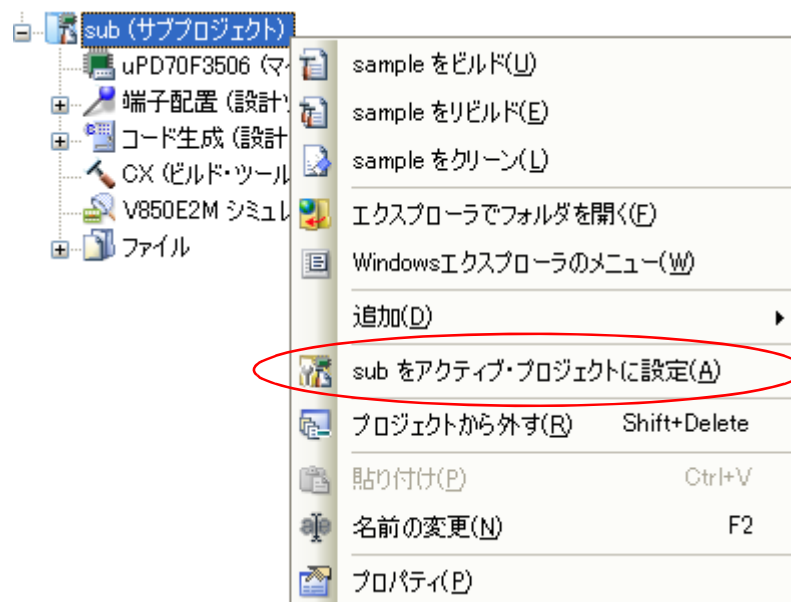 sub (サブプロジェクト)
uPD70F3506 (マイ
端子配置 (設計ツ
コード生成 (設計
CX (ビルド・ツール
V850E2M シミュレ
ファイル
sample をビルド(U)
sample をリビルド(E)
sample をクリーン(L)
エクスプローラでフォルダを開く(F)
Windowsエクスプローラのメニュー(W)
追加(D)
sub をアクティブ・プロジェクトに設定(A)
プロジェクトから外す(R) Shift+Delete
貼り付け(P) Ctrl+V
名前の変更(N) F2
プロパティ(P)